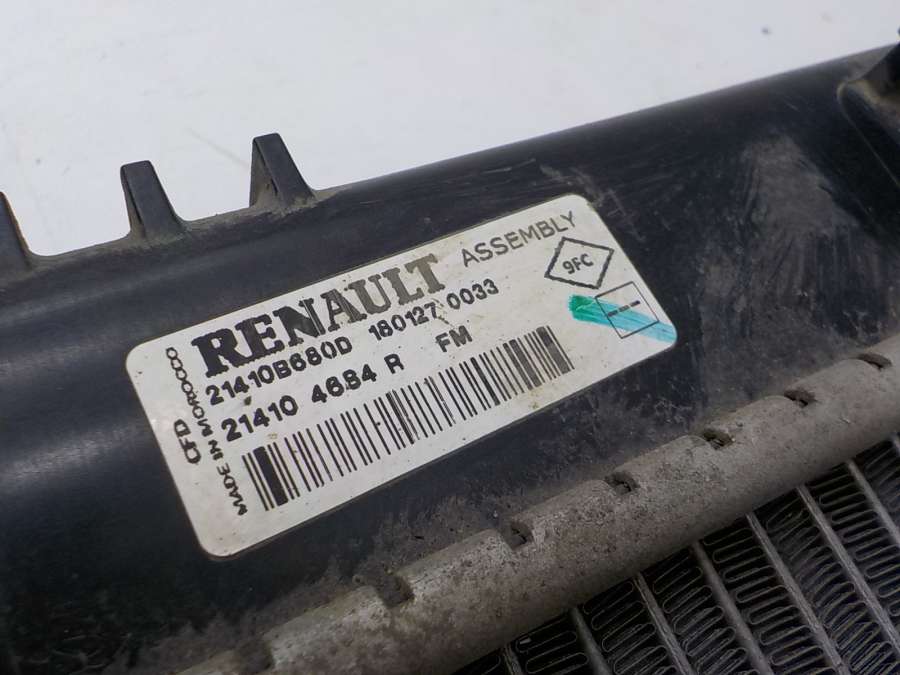 RENAULT ASSEMBLY
9FC
21410B680D 180127 0033
21410 4684 R FM
CFD
MADE IN MOROCCO